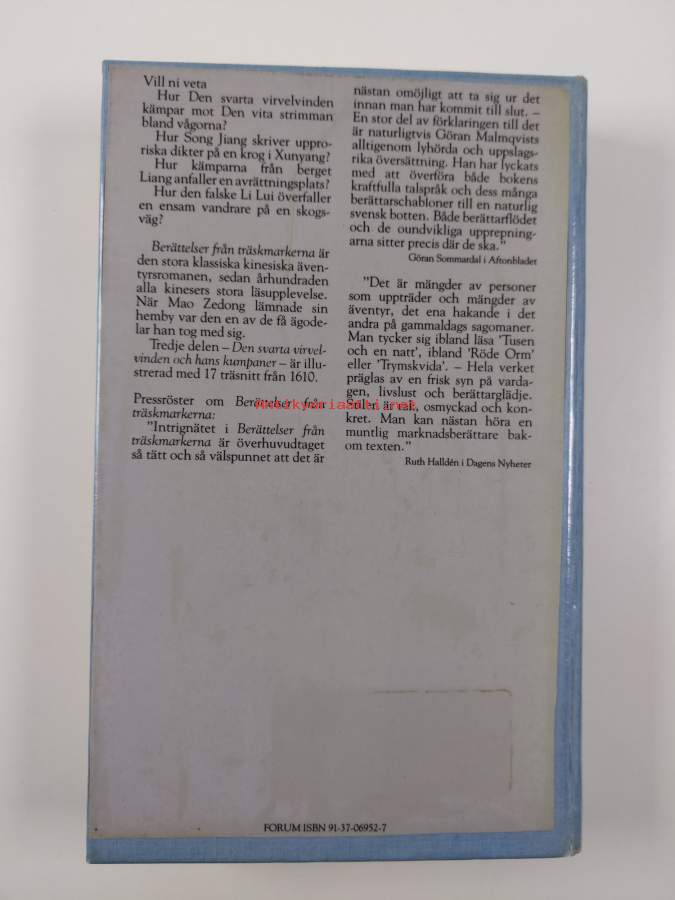 Vill ni veta
Hur Den svarta virvelvinden
kämpar mot Den vita strimman
bland vågorna?
Hur Song Jiang skriver uppro-
riska dikter på en krog i Xunyang?
Hur kämparna från berget
Liang anfaller en avrättningsplats?
Hur den falske Li Lui överfaller
en ensam vandrare på en skogs-
väg?
Berättelser från träskmarkerna är
den stora klassiska kinesiska även-
tyrsromanen, sedan århundraden
alla kinesers stora läsupplevelse.
När Mao Zedong lämnade sin
hemby var den en av de få ägode-
lar han tog med sig.
Tredje delen – Den svarta virvel-
vinden och hans kumpaner – är illu-
strerad med 17 träsnitt från 1610.
Pressröster om Berättelser från
träskmarkerna:
"Intrignätet i Berättelser från
träskmarkerna är överhuvudtaget
så tätt och så välspunnet att det är
nästan omöjligt att ta sig ur det
innan man har kommit till slut. –
En stor del av förklaringen till det
är naturligtvis Göran Malmqvists
alltigenom lyhörda och uppslags-
rika översättning. Han har lyckats
med att överföra både bokens
kraftfulla talspråk och dess många
berättarschabloner till en naturlig
svensk botten. Både berättarflödet
och de oundvikliga upprepning-
arna sitter precis där de ska."
Göran Sommardal i Aftonbladet
"Det är mängder av personer
som uppträder och mängder av
äventyr, det ena hakande i det
andra på gammaldags sagomaner.
Man tycker sig ibland läsa 'Tusen
och en natt', ibland 'Röde Orm'
eller 'Trymskvida'. – Hela verket
präglas av en frisk syn på varda-
gen, livslust och berättarglädje.
Stilen är rak, osmyckad och kon-
kret. Man kan nästan höra en
muntlig marknadsberättare bak-
om texten."
Ruth Halldén i Dagens Nyheter
antikvariaatti.net
FORUM ISBN 91-37-06952-7